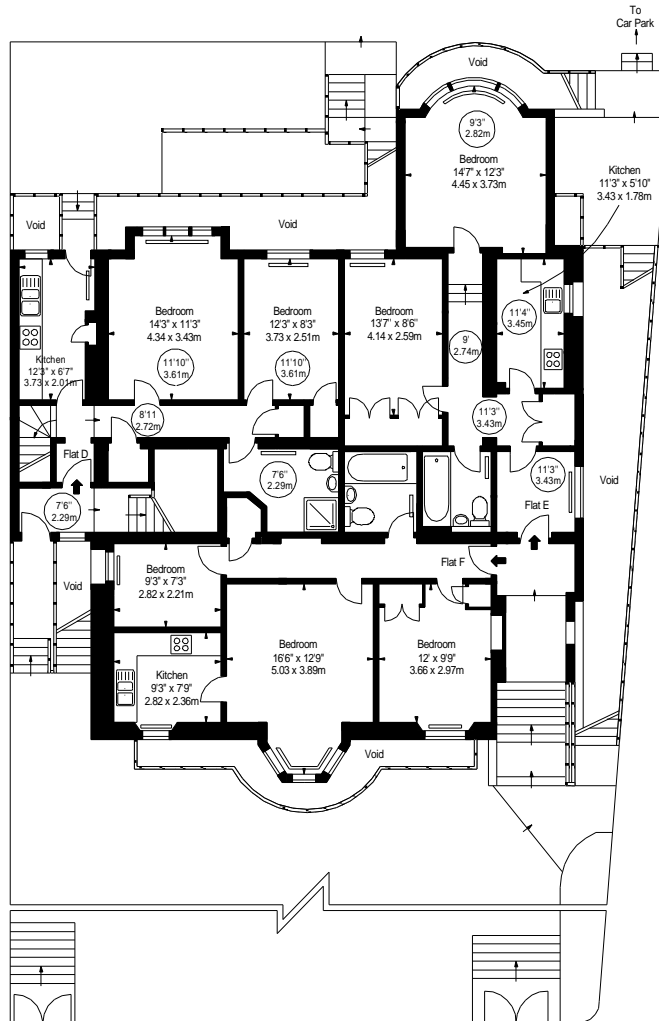 To
Car Park
Void
9'3"
2.82m
Bedroom
14'7" x 12'3"
4.45 x 3.73m
Kitchen
11'3" x 5'10"
3.43 x 1.78m
Void
Void
Bedroom
14'3" x 11'3"
4.34 x 3.43m
11'10"
3.61m
Bedroom
12'3" x 8'3"
3.73 x 2.51m
11'10"
3.61m
Bedroom
13'7" x 8'6"
4.14 x 2.59m
9'
2.74m
11'4"
3.45m
Kitchen
12'3" x 6'7"
3.73 x 2.01m
8'11
2.72m
11'3"
3.43m
Flat D
7'6"
2.29m
7'6"
2.29m
11'3"
3.43m
Flat E
Void
Void
Bedroom
9'3" x 7'3"
2.82 x 2.21m
Flat F
Kitchen
9'3" x 7'9"
2.82 x 2.36m
Bedroom
16'6" x 12'9"
5.03 x 3.89m
Bedroom
12' x 9'9"
3.66 x 2.97m
Void